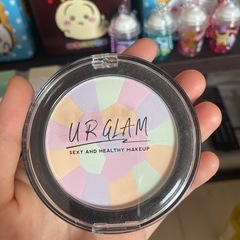 UR GLAM
SEXY AND HEALTHY MAKEUP